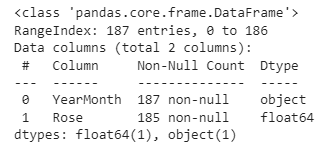 <class 'pandas.core.frame.DataFrame'>
RangeIndex: 187 entries, 0 to 186
Data columns (total 2 columns):
 #   Column     Non-Null Count  Dtype
---  ------     --------------  -----
 0   YearMonth  187 non-null    object
 1   Rose       185 non-null    float64
dtypes: float64(1), object(1)